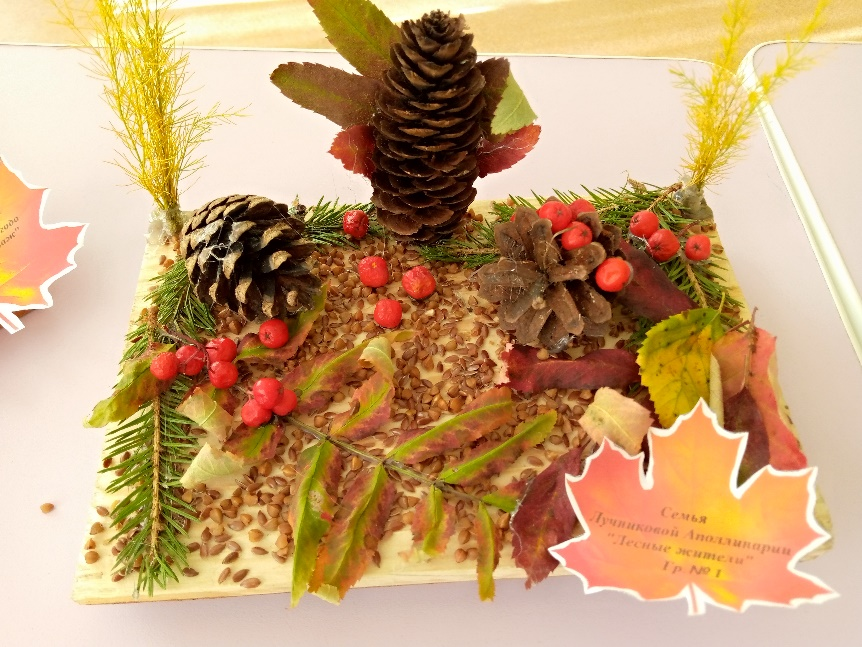 Семья
Лучниковой Аполлинарии
"Лесные жители"
Гр. № 1